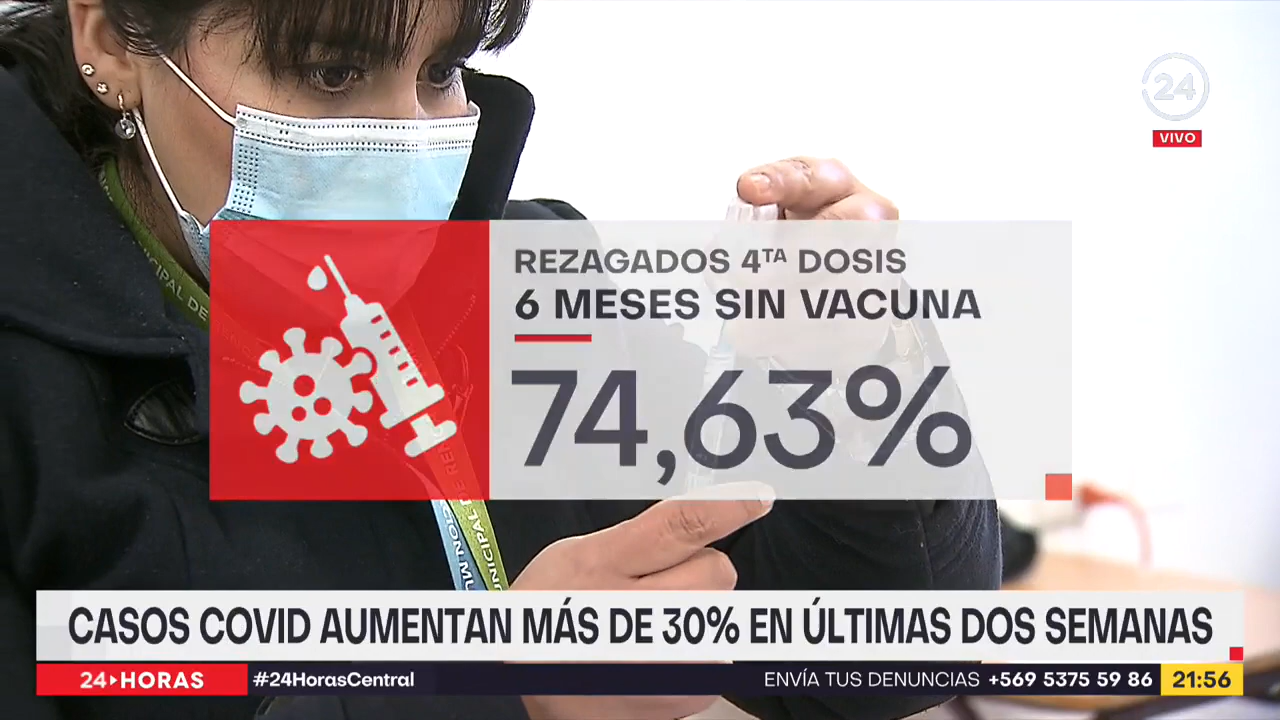 24
VIVO
REZAGADOS 4TA DOSIS
6 MESES SIN VACUNA
74,63%
CASOS COVID AUMENTAN MÁS DE 30% EN ÚLTIMAS DOS SEMANAS
24 HORAS
#24HorasCentral
ENVÍA TUS DENUNCIAS +569 5375 59 86
21:56